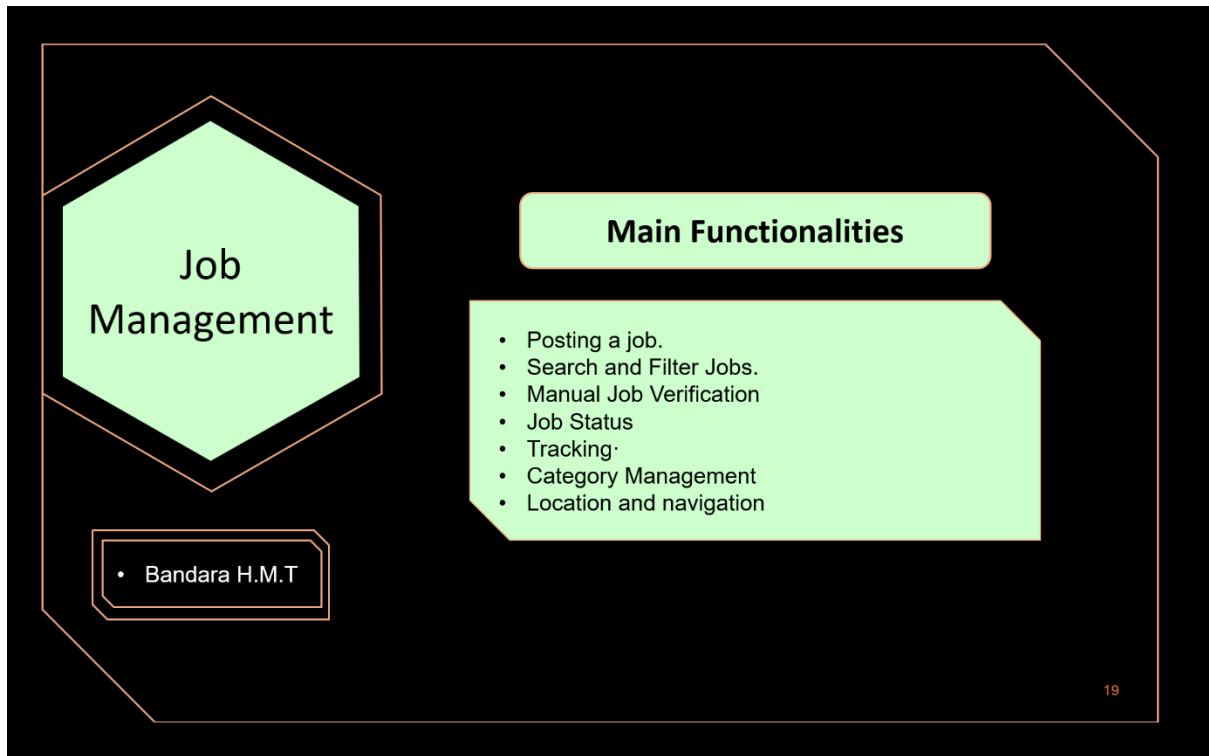 Job
Management
Main Functionalities
• Posting a job.
• Search and Filter Jobs.
• Manual Job Verification
• Job Status
• Tracking·
• Category Management
• Location and navigation
• Bandara H.M.T
19